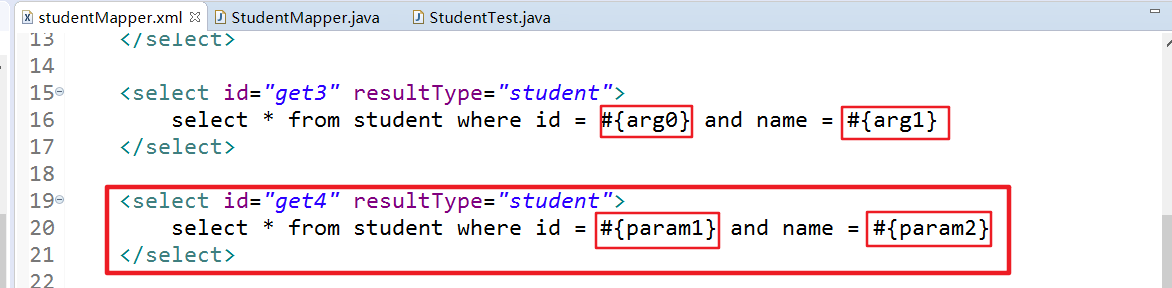 studentMapper.xml StudentMapper.java StudentTest.java
13 </select>
14
15 <select id="get3" resultType="student">
16 select * from student where id = #{arg0} and name = #{arg1}
17 </select>
18
19 <select id="get4" resultType="student">
20 select * from student where id = #{param1} and name = #{param2}
21 </select>
22